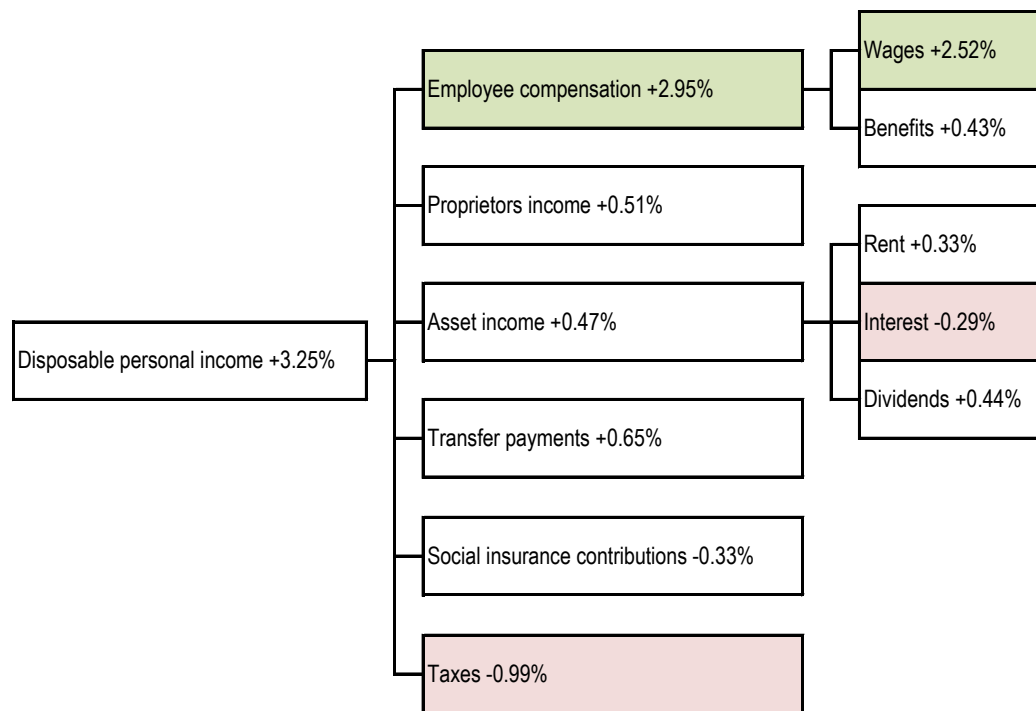 Disposable personal income +3.25%
Employee compensation +2.95%
Wages +2.52%
Benefits +0.43%
Proprietors income +0.51%
Asset income +0.47%
Rent +0.33%
Interest -0.29%
Dividends +0.44%
Transfer payments +0.65%
Social insurance contributions -0.33%
Taxes -0.99%